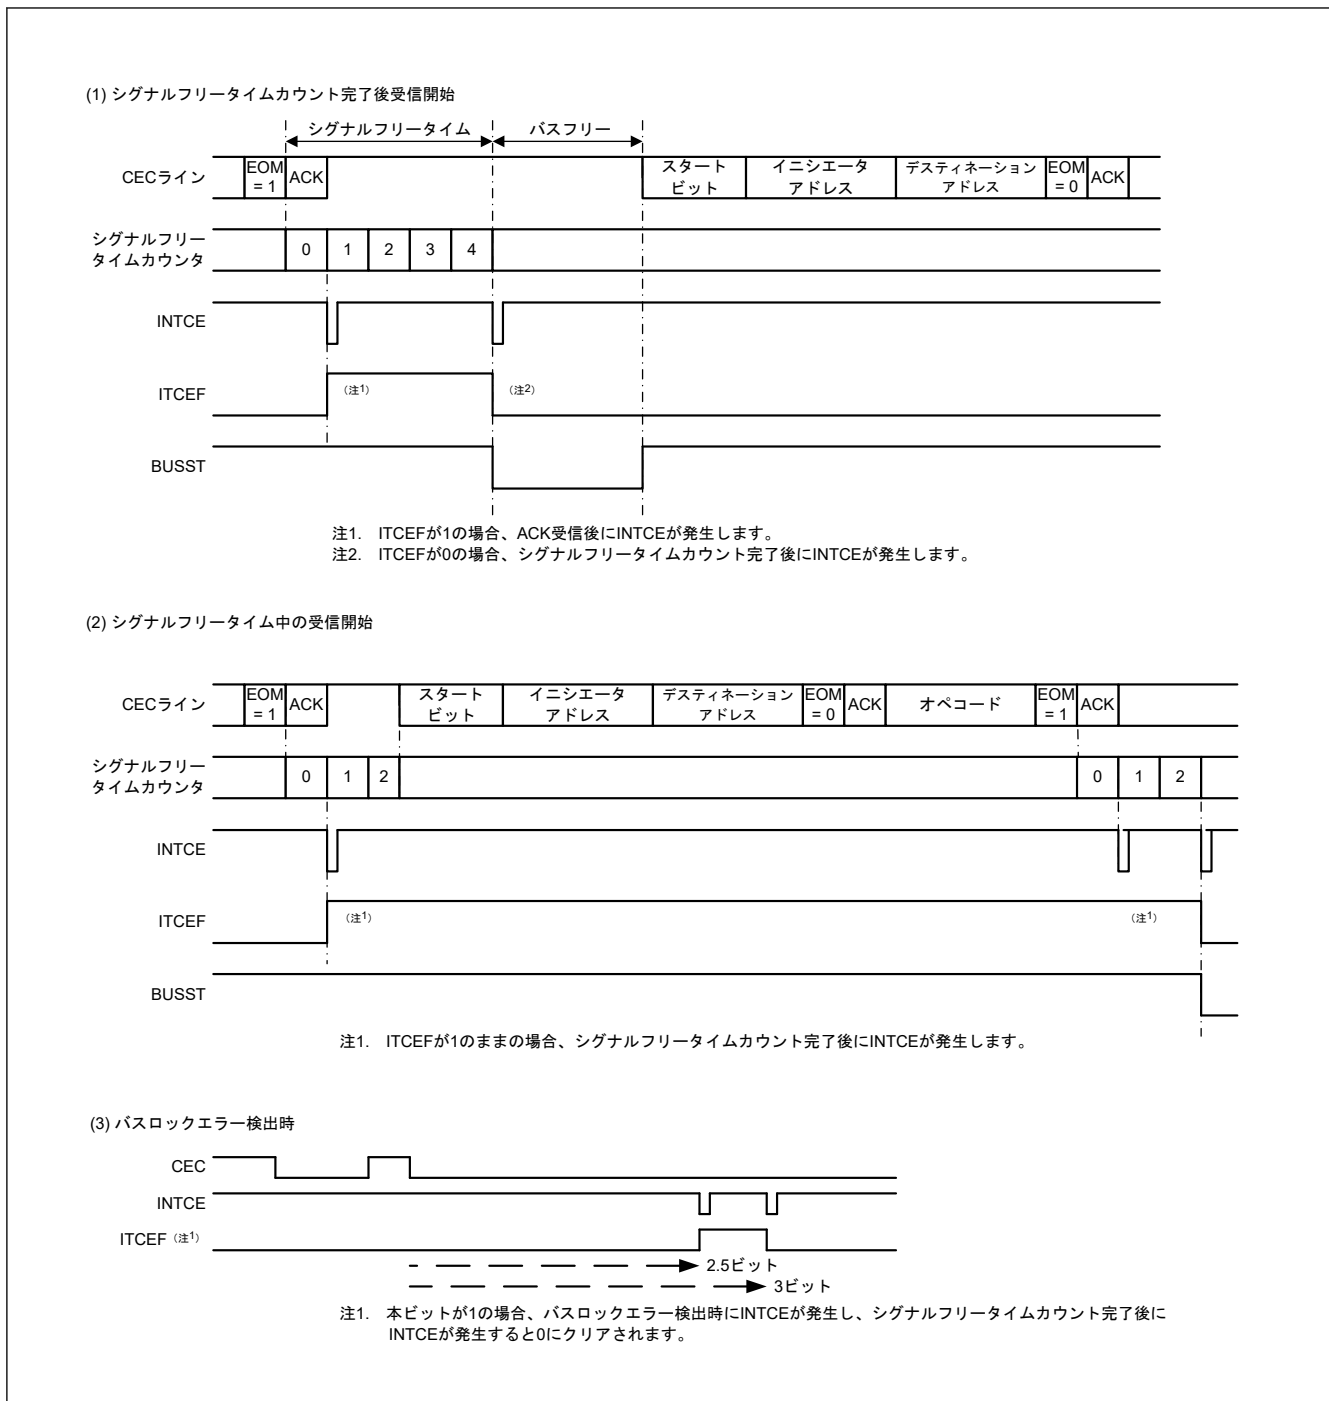 (1) シグナルフリータイムカウント完了後受信開始
シグナルフリータイム
バスフリー
CECライン
EOM
= 1
ACK
スタート
ビット
イニシエータ
アドレス
デスティネーション
アドレス
EOM
= 0
ACK
シグナルフリー
タイムカウンタ
0 1 2 3 4
INTCE
ITCEF
(注1)
(注2)
BUSST
注1. ITCEFが1の場合、ACK受信後にINTCEが発生します。
注2. ITCEFが0の場合、シグナルフリータイムカウント完了後にINTCEが発生します。
(2) シグナルフリータイム中の受信開始
CECライン
EOM
= 1
ACK
スタート
ビット
イニシエータ
アドレス
デスティネーション
アドレス
EOM
= 0
ACK
オペコード
EOM
= 1
ACK
シグナルフリー
タイムカウンタ
0 1 2
0 1 2
INTCE
ITCEF
(注1)
(注1)
BUSST
注1. ITCEFが1のままの場合、シグナルフリータイムカウント完了後にINTCEが発生します。
(3) バスロックエラー検出時
CEC
INTCE
ITCEF (注1)
2.5ビット
3ビット
注1. 本ビットが1の場合、バスロックエラー検出時にINTCEが発生し、シグナルフリータイムカウント完了後に
INTCEが発生すると0にクリアされます。